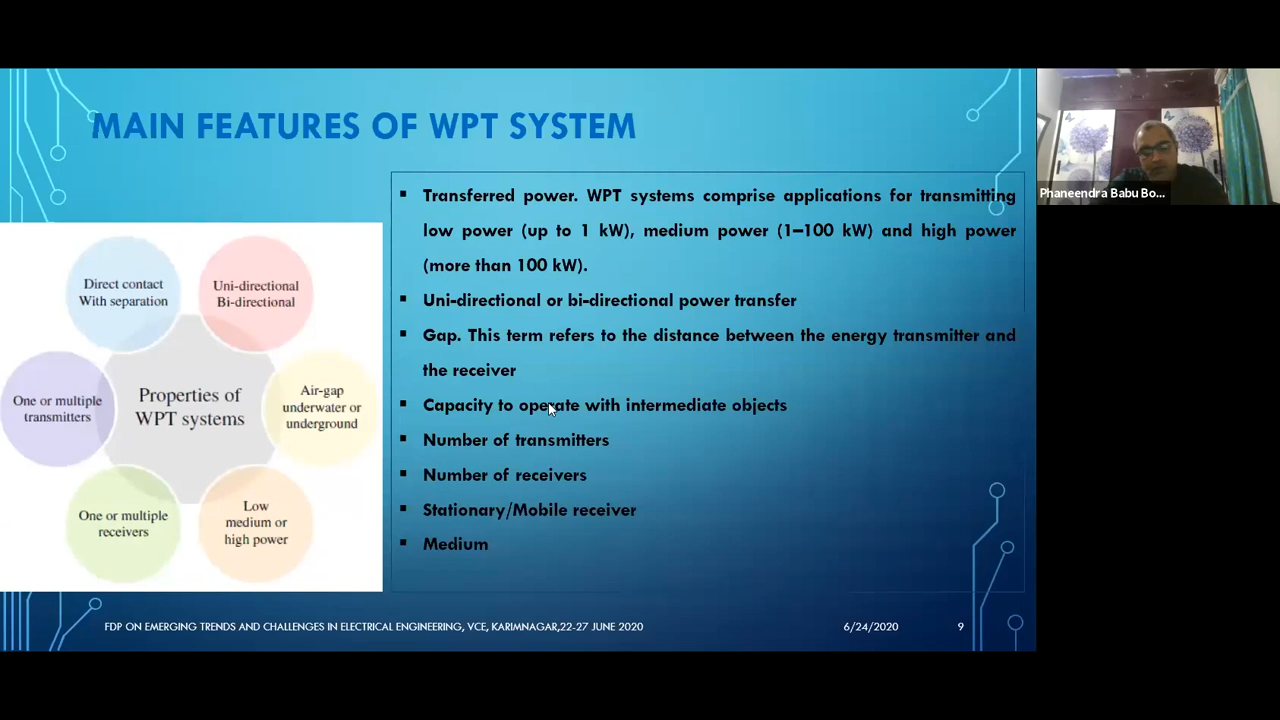 MAIN FEATURES OF WPT SYSTEM
Direct contact
With separation
Uni-directional
Bi-directional
One or multiple
transmitters
Properties of
WPT systems
Air-gap
underwater or
underground
One or multiple
receivers
Low
medium or
high power
▪ Transferred power. WPT systems comprise applications for transmitting
low power (up to 1 kW), medium power (1–100 kW) and high power
(more than 100 kW).
▪ Uni-directional or bi-directional power transfer
▪ Gap. This term refers to the distance between the energy transmitter and
the receiver
▪ Capacity to operate with intermediate objects
▪ Number of transmitters
▪ Number of receivers
▪ Stationary/Mobile receiver
▪ Medium
FDP ON EMERGING TRENDS AND CHALLENGES IN ELECTRICAL ENGINEERING, VCE, KARIMNAGAR,22-27 JUNE 2020
6/24/2020
9
Phaneendra Babu Bo...